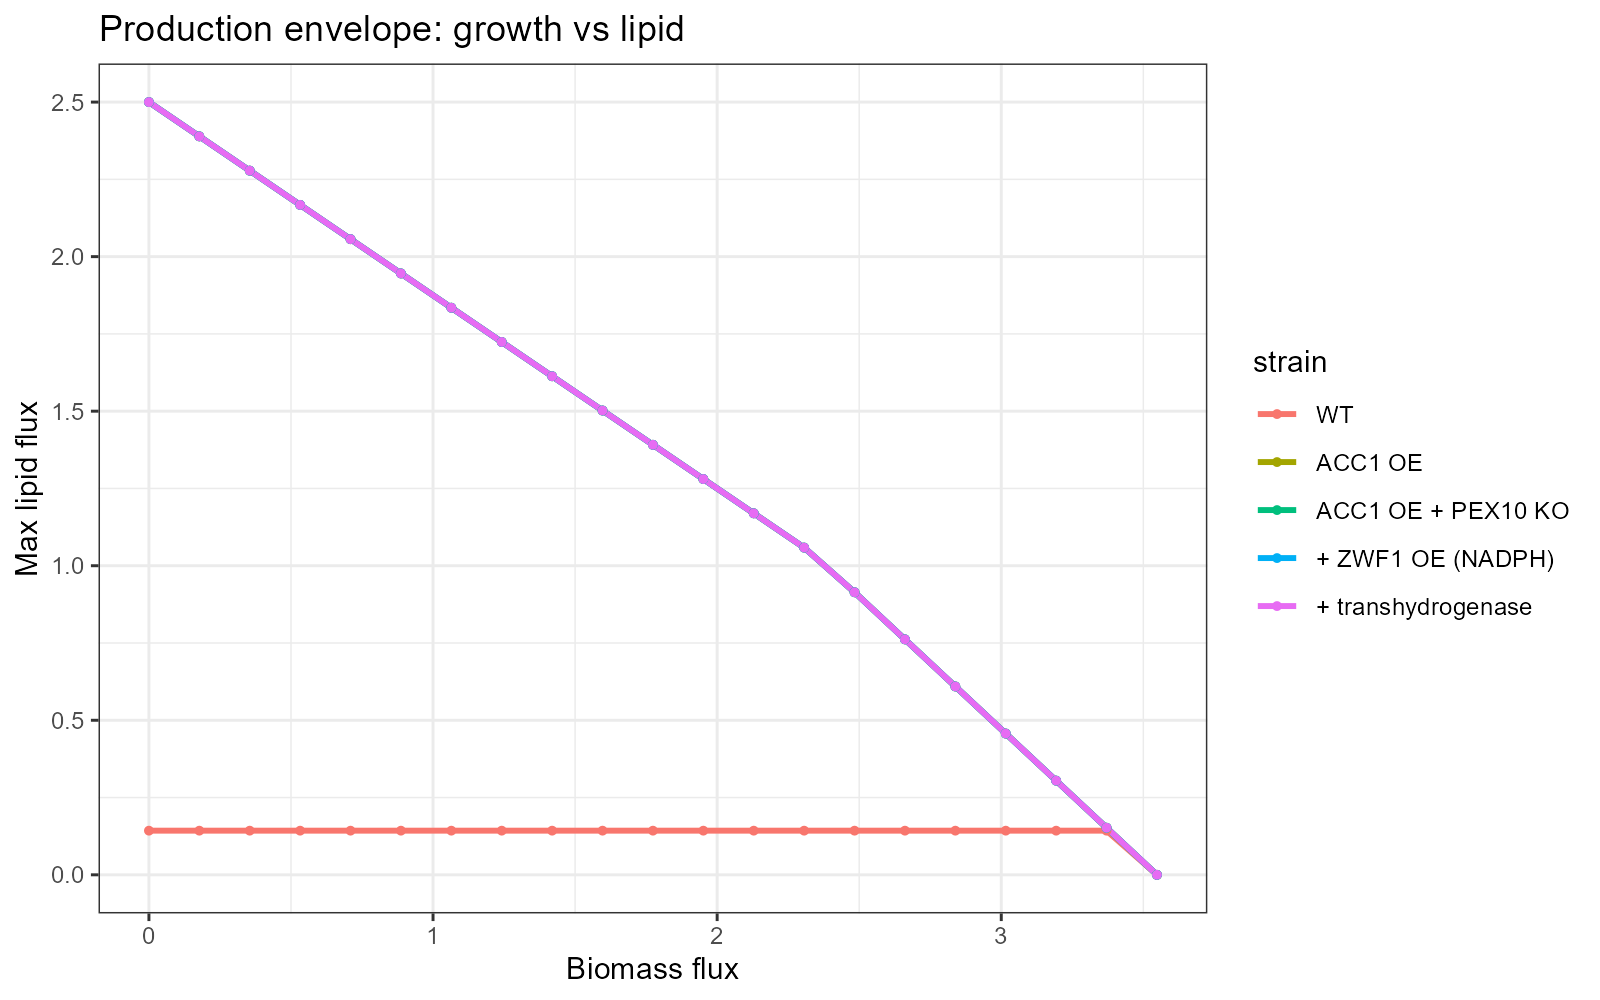 Production envelope: growth vs lipid
2.5
2.0
1.5
1.0
0.5
0.0
Max lipid flux
0
1
2
3
Biomass flux
strain
WT
ACC1 OE
ACC1 OE + PEX10 KO
+ ZWF1 OE (NADPH)
+ transhydrogenase